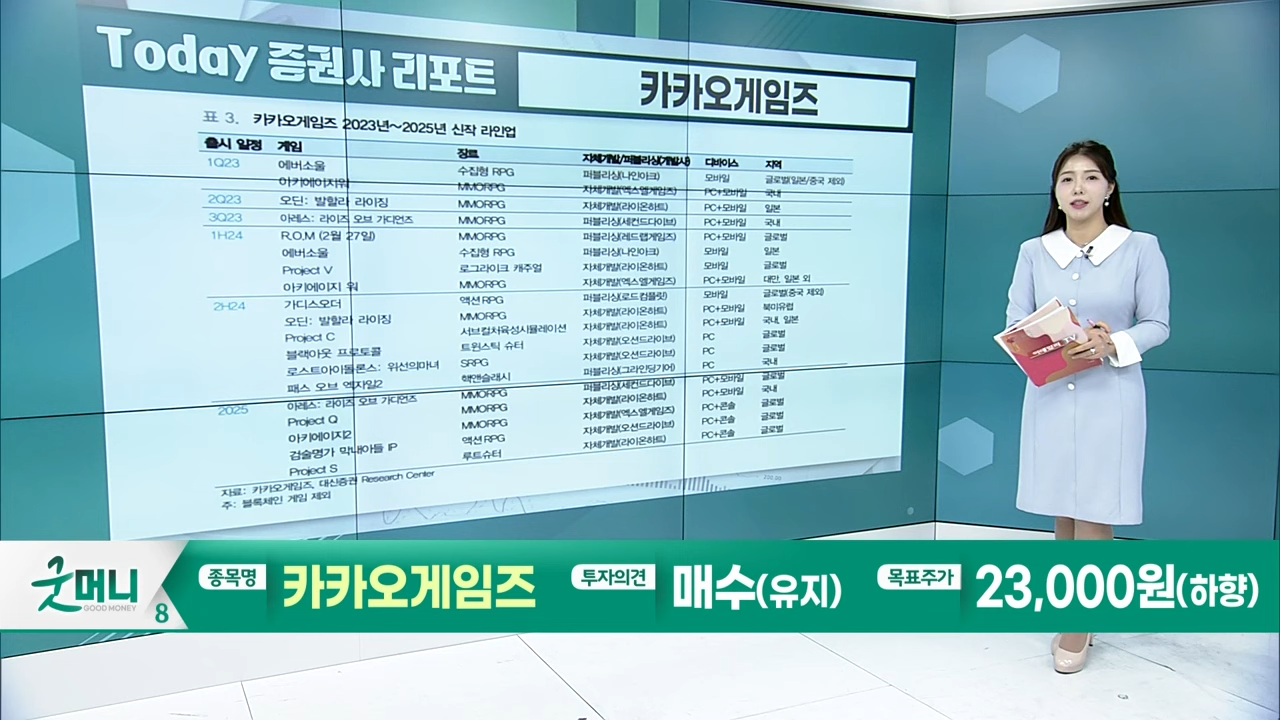 Today 증권사 리포트
카카오게임즈
표 3. 카카오게임즈 2023년~2025년 신작 라인업
출시 일정 게임 장르 자체개발/퍼블리싱(개발사) 디바이스 지역
1Q23 에버소울 수집형 RPG 퍼블리싱(나인아크) 모바일 글로벌(일본/중국 제외)
아키에이지워 MMORPG 자체개발(엑스엘게임즈) PC+모바일 국내
2Q23 오딘: 발할라 라이징 MMORPG 자체개발(라이온하트) PC+모바일 일본
3Q23 아레스: 라이즈 오브 가디언즈 MMORPG 퍼블리싱(세컨드다이브) PC+모바일 국내
1H24 R.O.M (2월 27일) MMORPG 퍼블리싱(레드랩게임즈) PC+모바일 글로벌
에버소울 수집형 RPG 퍼블리싱(나인아크) 모바일 일본
Project V 로그라이크 캐주얼 자체개발(라이온하트) 모바일 글로벌
아키에이지 워 MMORPG 자체개발(엑스엘게임즈) PC+모바일 대만, 일본 외
2H24 가디스오더 액션 RPG 퍼블리싱(로드컴플릿) 모바일 글로벌(중국 제외)
오딘: 발할라 라이징 MMORPG 자체개발(라이온하트) PC+모바일 북미유럽
Project C 서브컬처육성시뮬레이션 자체개발(라이온하트) PC+모바일 국내, 일본
블랙아웃 프로토콜 트윈스틱 슈터 자체개발(오션드라이브) PC 글로벌
로스트아이돌론스: 위선의마녀 SRPG 자체개발(오션드라이브) PC 글로벌
패스 오브 엑자일2 핵앤슬래시 퍼블리싱(그라인딩기어) PC 국내
2025 아레스: 라이즈 오브 가디언즈 MMORPG 퍼블리싱(세컨드다이브) PC+모바일 글로벌
Project Q MMORPG 자체개발(라이온하트) PC+모바일 국내
아키에이지2 MMORPG 자체개발(엑스엘게임즈) PC+콘솔 글로벌
검술명가 막내아들 IP 액션 RPG 자체개발(오션드라이브) PC+콘솔 글로벌
Project S 루트슈터 자체개발(라이온하트) PC+콘솔 글로벌
자료: 카카오게임즈, 대신증권 Research Center
주: 블록체인 게임 제외
굿머니
GOOD MONEY
8
종목명 카카오게임즈 투자의견 매수(유지) 목표주가 23,000원(하향)